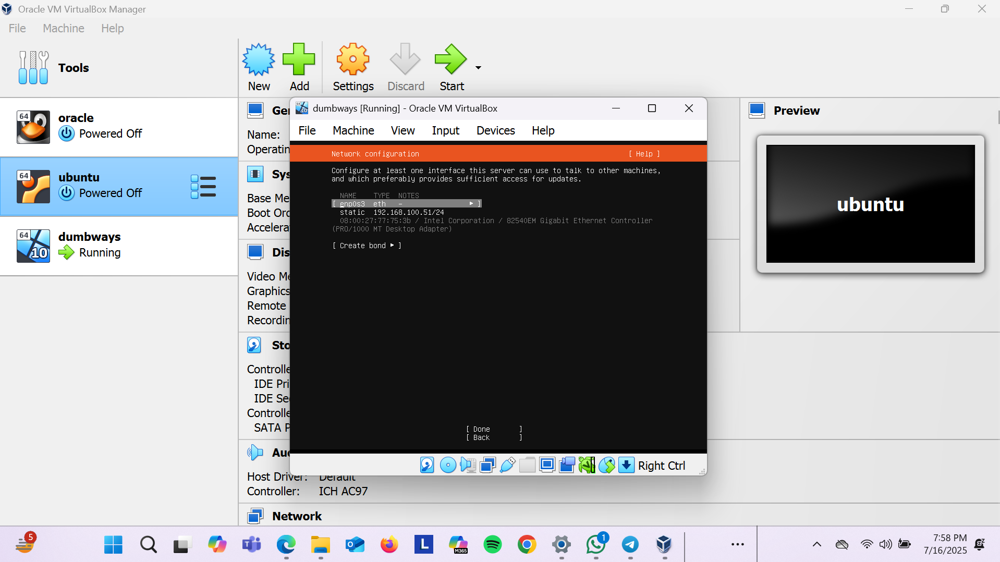 Oracle VM VirtualBox Manager
File Machine Help
Tools
New Add Settings Discard Start
64
oracle
Powered Off
64
ubuntu
Powered Off
64
10
dumbways
Running
Ger
Name:
Operatin
Sys
Base Me
Boot Ord
Accelera
Dis
Video Me
Graphics
Remote
Recordin
Sto
Controlle
IDE Pri
IDE Sec
Controlle
SATA P
Aud
Host Driver: Default
Controller: ICH AC97
Network
Preview
ubuntu
64
10
dumbways [Running] - Oracle VM VirtualBox
File Machine View Input Devices Help
Network configuration [ Help ]
Configure at least one interface this server can use to talk to other machines,
and which preferably provides sufficient access for updates.
NAME TYPE NOTES
[ enp0s3 eth - ▸ ]
static 192.168.100.51/24
08:00:27:77:75:3b / Intel Corporation / 82540EM Gigabit Ethernet Controller
(PRO/1000 MT Desktop Adapter)
[ Create bond ▸ ]
[ Done ]
[ Back ]
Right Ctrl
5
L
M365
1
7:58 PM
7/16/2025